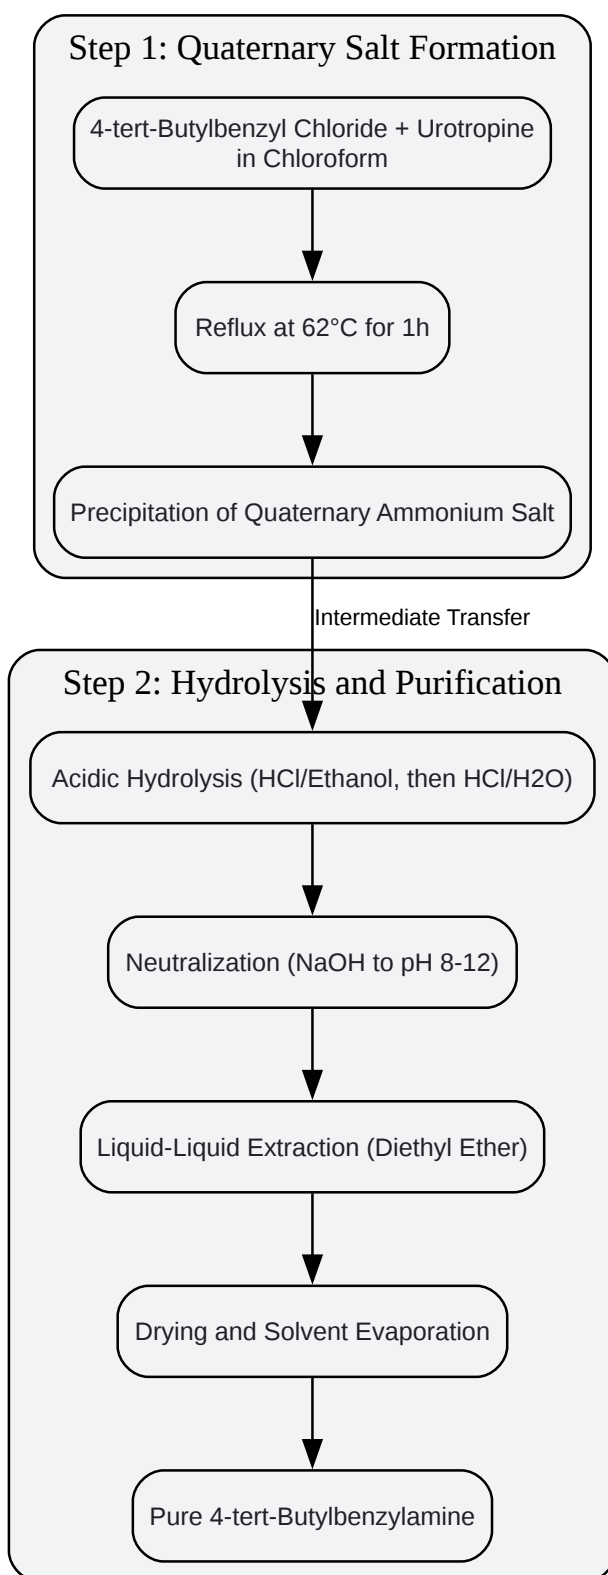 Step 1: Quaternary Salt Formation
4-tert-Butylbenzyl Chloride + Urotropine
in Chloroform
Reflux at 62°C for 1h
Precipitation of Quaternary Ammonium Salt
Intermediate Transfer
Step 2: Hydrolysis and Purification
Acidic Hydrolysis (HCl/Ethanol, then HCl/H2O)
Neutralization (NaOH to pH 8-12)
Liquid-Liquid Extraction (Diethyl Ether)
Drying and Solvent Evaporation
Pure 4-tert-Butylbenzylamine